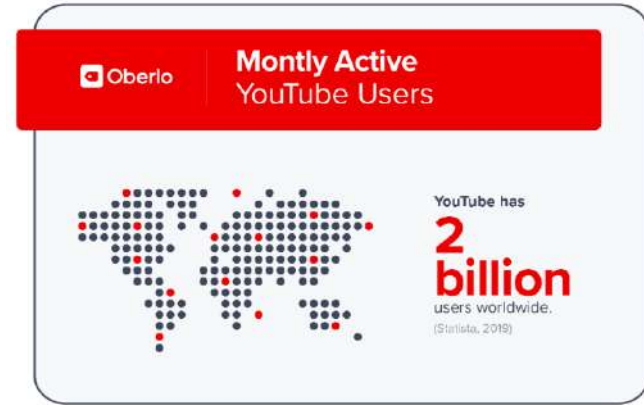 Oberlo
Montly Active
YouTube Users
YouTube has
2
billion
users worldwide.
(Statista, 2019)